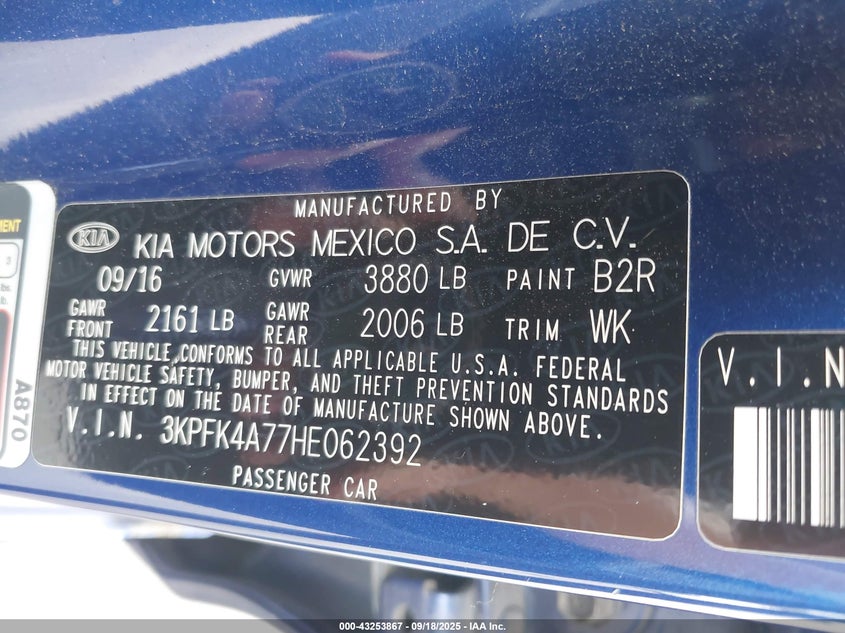 MANUFACTURED BY
KIA KIA MOTORS MEXICO S.A. DE C.V.
09/16 GVWR 3880 LB PAINT B2R
GAWR FRONT 2161 LB GAWR REAR 2006 LB TRIM WK
THIS VEHICLE CONFORMS TO ALL APPLICABLE U.S.A. FEDERAL
MOTOR VEHICLE SAFETY, BUMPER, AND THEFT PREVENTION STANDARDS
IN EFFECT ON THE DATE OF MANUFACTURE SHOWN ABOVE.
V.I.N. 3KPFK4A77HE062392
PASSENGER CAR
A870
V.I.N
000-43253867 - 09/18/2025 - IAA Inc.